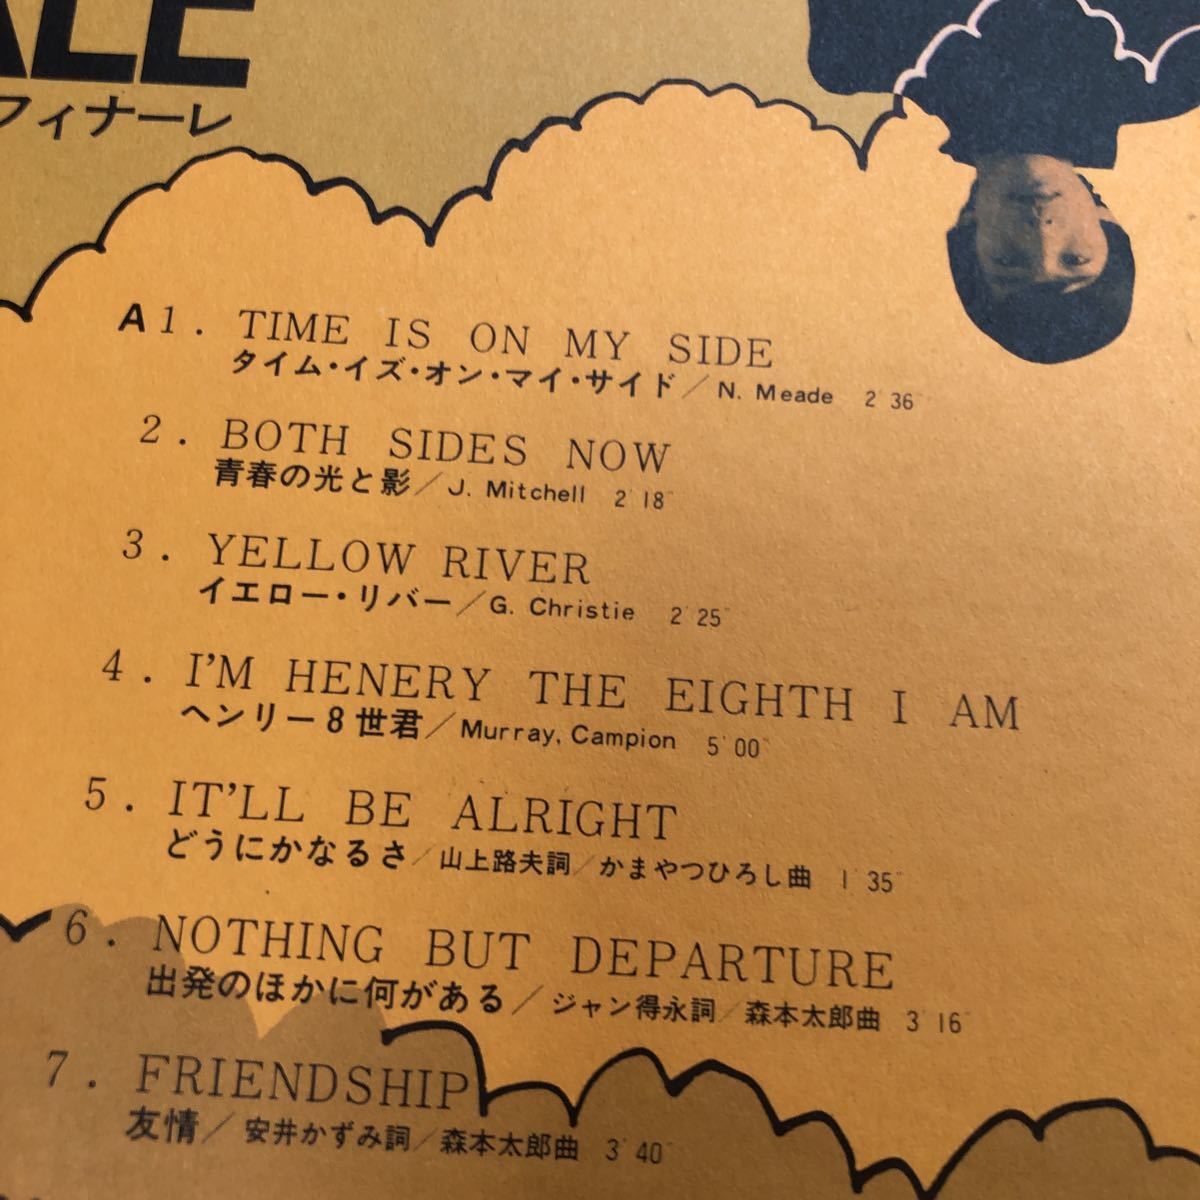 ALE
フィナーレ
A1. TIME IS ON MY SIDE
タイム・イズ・オン・マイ・サイド／N. Meade 2'36"
2. BOTH SIDES NOW
青春の光と影／J. Mitchell 2'18"
3. YELLOW RIVER
イエロー・リバー／G. Christie 2'25"
4. I'M HENERY THE EIGHTH I AM
ヘンリー8世君／Murray, Campion 5'00"
5. IT'LL BE ALRIGHT
どうにかなるさ／山上路夫詞／かまやつひろし曲 1'35"
6. NOTHING BUT DEPARTURE
出発のほかに何がある／ジャン得永詞／森本太郎曲 3'16"
7. FRIENDSHIP
友情／安井かずみ詞／森本太郎曲 3'40"